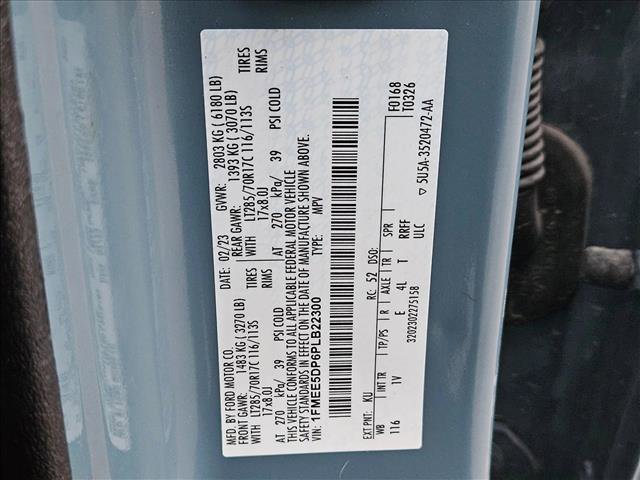 MFD. BY FORD MOTOR CO.
DATE: 02/23 GVWR: 2803 KG ( 6180 LB)
FRONT GAWR: 1483 KG ( 3270 LB) REAR GAWR: 1393 KG ( 3070 LB)
WITH LT285/70R17C 116/113S TIRES WITH LT285/70R17C 116/113S TIRES
17x8.0J RIMS 17x8.0J RIMS
AT 270 kPa/ 39 PSI COLD AT 270 kPa/ 39 PSI COLD
THIS VEHICLE CONFORMS TO ALL APPLICABLE FEDERAL MOTOR VEHICLE
SAFETY STANDARDS IN EFFECT ON THE DATE OF MANUFACTURE SHOWN ABOVE.
VIN: 1FMEE5DP6PLB22300 TYPE: MPV
F0168
T0326
EXT PNT: KU RC: 52 DSO:
WB INT TR TP/PS R AXLE TR SPR
116 1V E 4L T RRFF
ULC
3202302275158
▽ 5U5A-3520472-AA